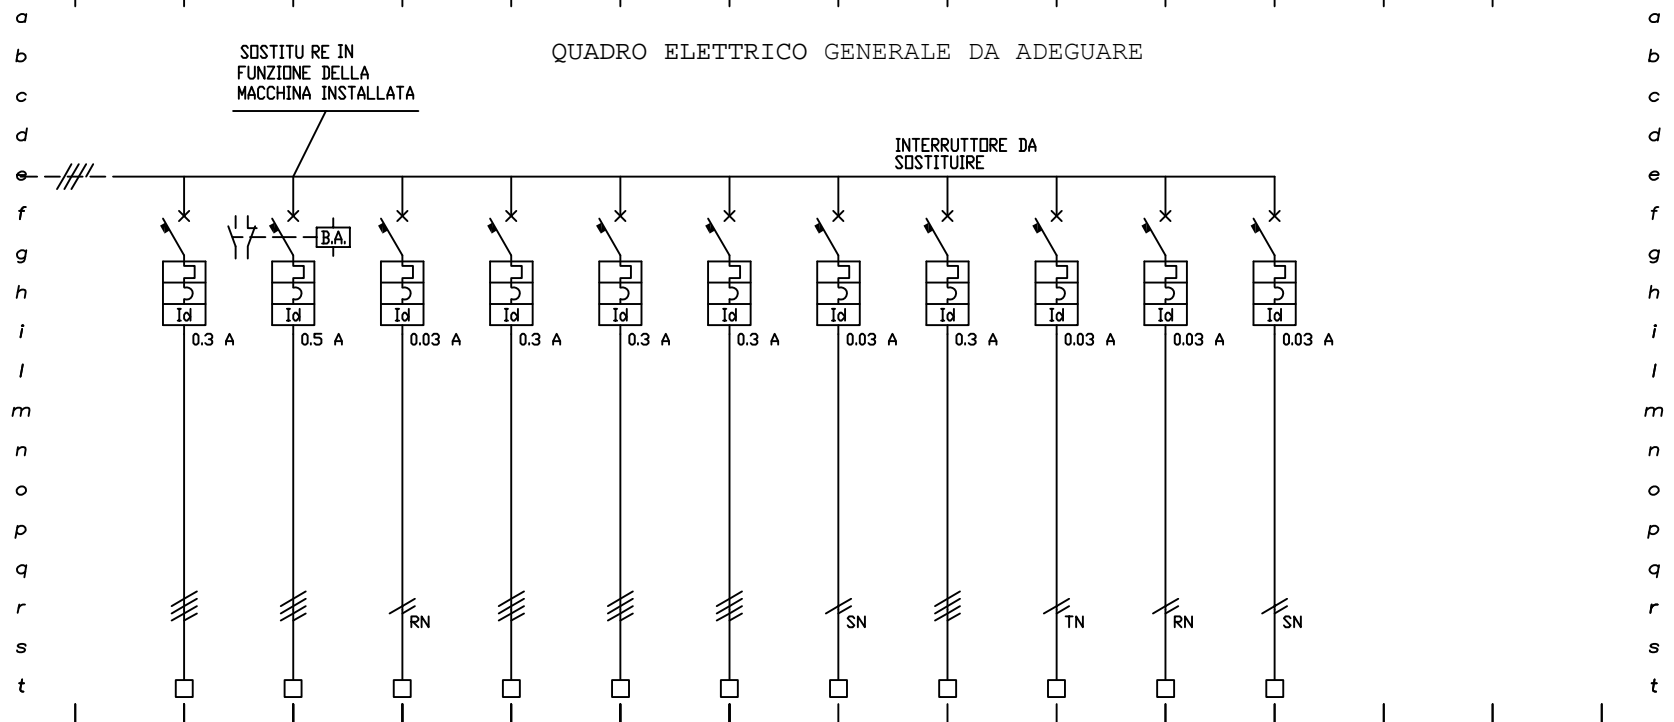 a a
SOSTITU RE IN
FUNZIONE DELLA
MACCHINA INSTALLATA
QUADRO ELETTRICO GENERALE DA ADEGUARE
b b
c c
d d
INTERRUTTORE DA
SOSTITUIRE
e e
f f
B.A.
g g
h h
Id Id Id Id Id Id Id Id Id Id Id
i i
0.3 A 0.5 A 0.03 A 0.3 A 0.3 A 0.3 A 0.03 A 0.3 A 0.03 A 0.03 A 0.03 A
l l
m m
n n
o o
p p
q q
r r
RN SN TN RN SN
s s
t t